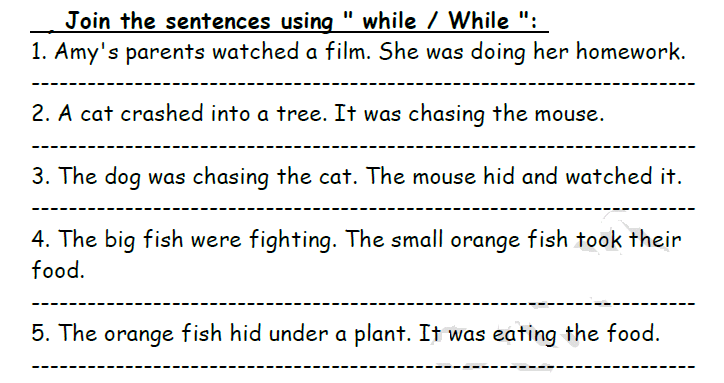 , Join the sentences using " while / While ":
1. Amy's parents watched a film. She was doing her homework.
2. A cat crashed into a tree. It was chasing the mouse.
3. The dog was chasing the cat. The mouse hid and watched it.
4. The big fish were fighting. The small orange fish took their
food.
5. The orange fish hid under a plant. It was eating the food.